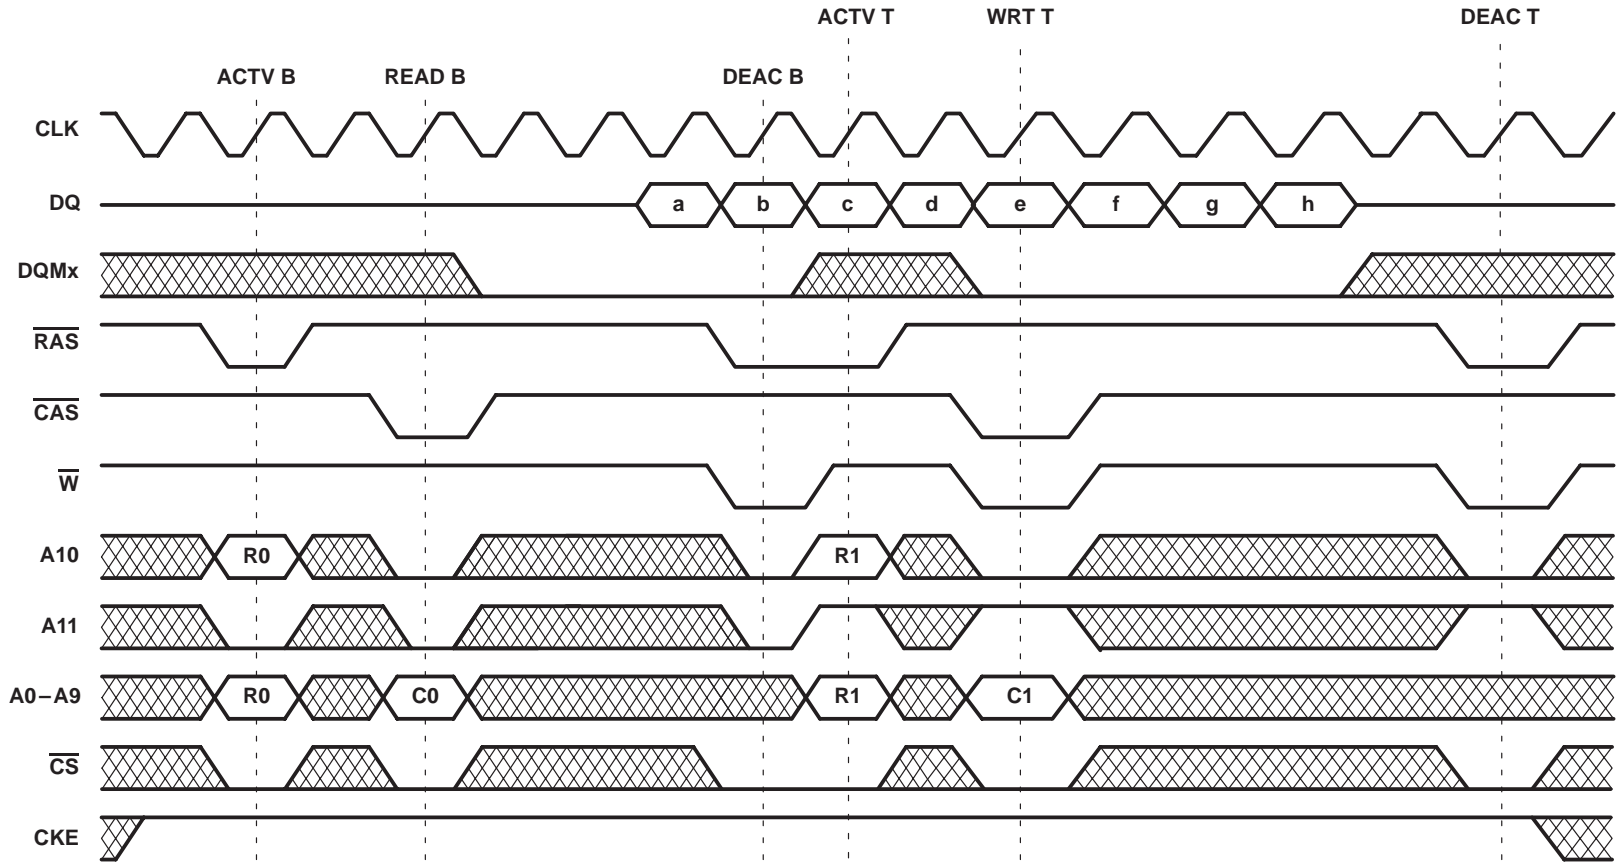 ACTV T WRT T DEAC T
ACTV B READ B DEAC B
CLK
DQ a b c d e f g h
DQMx
RAS
CAS
W
A10 R0 R1
A11
A0–A9 R0 C0 R1 C1
CS
CKE